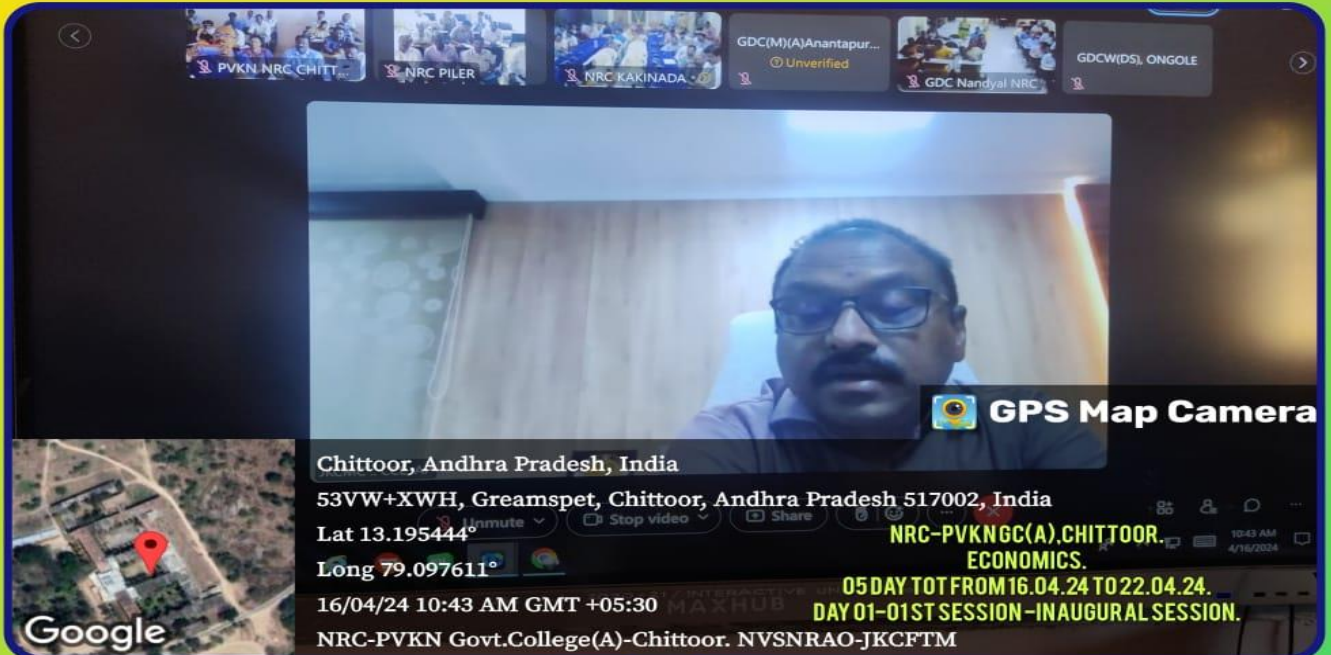 PVKN NRC CHITT...
NRC PILER
NRC KAKINADA
GDC(M)(A)Anantapur...
Unverified
GDC Nandyal NRC
GDCW(DS), ONGOLE
GPS Map Camera
Chittoor, Andhra Pradesh, India
53VW+XWH, Greamspet, Chittoor, Andhra Pradesh 517002, India
Unmute
Stop video
Share
Lat 13.195444°
Long 79.097611°
16/04/24 10:43 AM GMT +05:30
NRC-PVKN Govt.College(A)-Chittoor. NVSNRAO-JKCFTM
Google
NRC-PVKNGC(A),CHITTOOR.
ECONOMICS.
05 DAY TOT FROM 16.04.24 TO 22.04.24.
DAY 01-01 ST SESSION-INAUGURAL SESSION.
10:43 AM
4/16/2024
MAXHUB